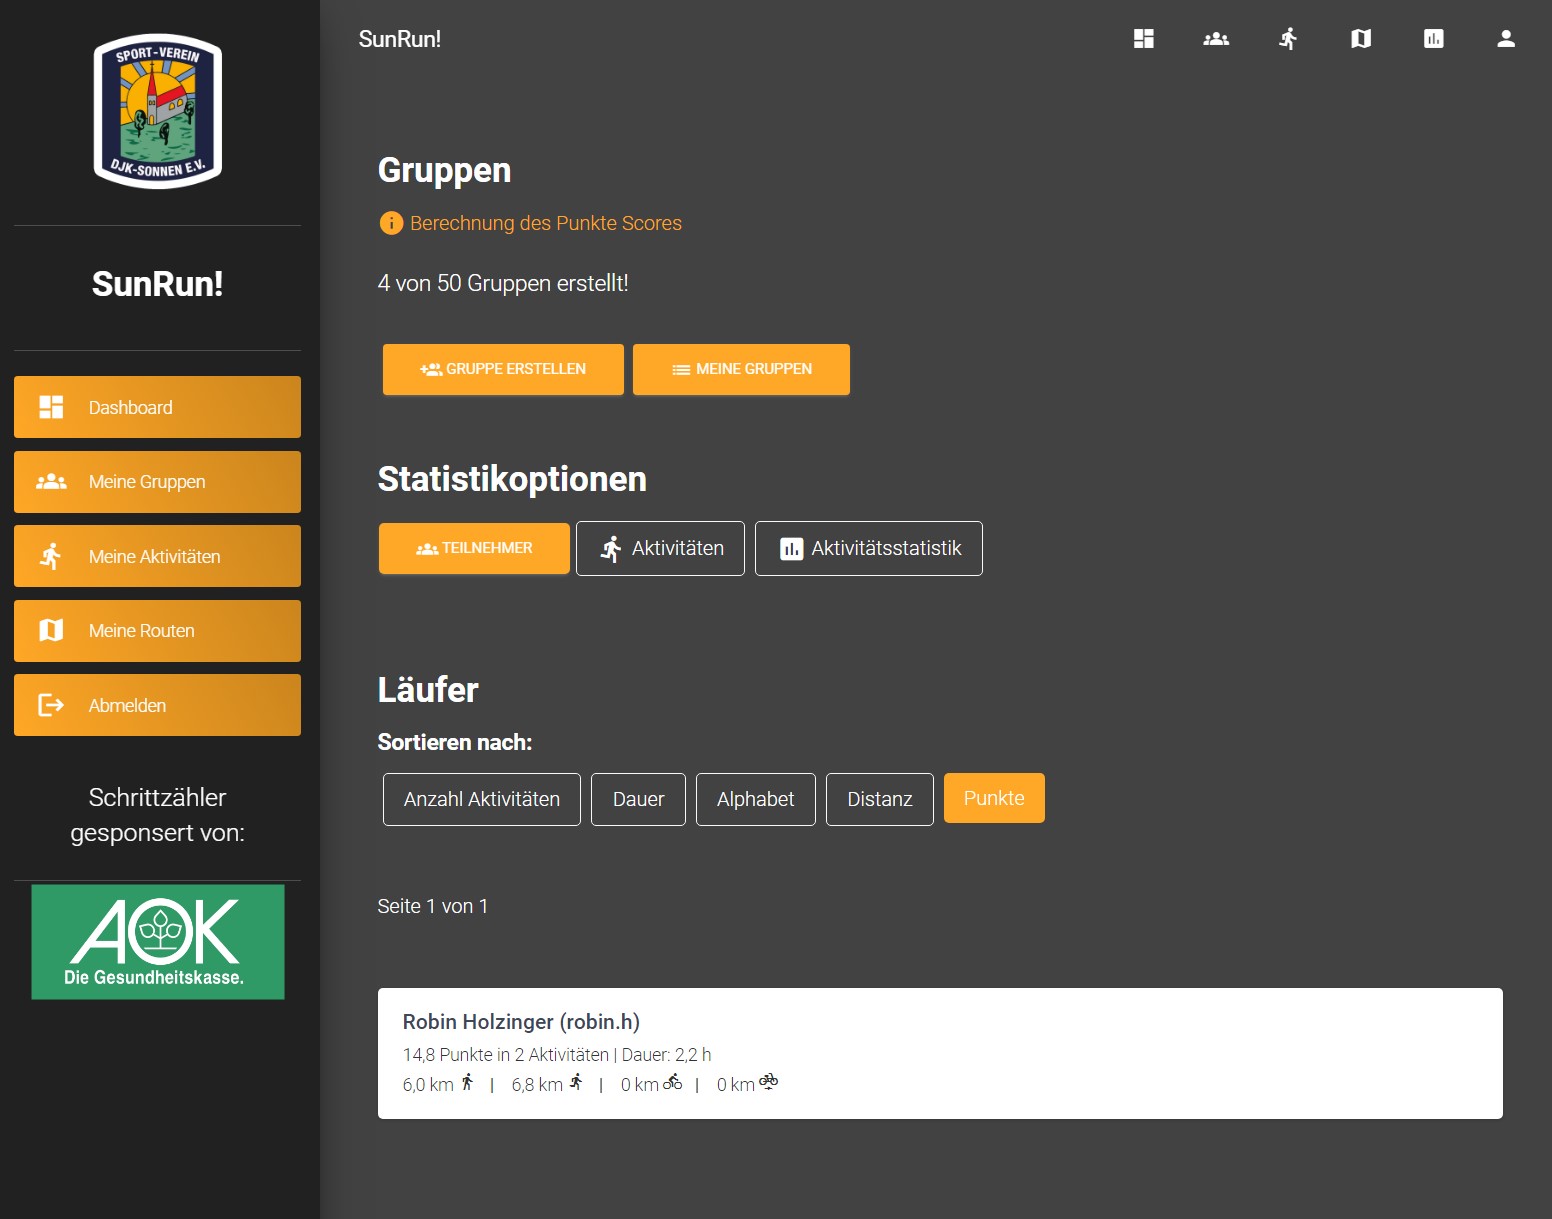 SPORT-VEREIN
DJK-SONNEN E.V.
SunRun!
Dashboard
Meine Gruppen
Meine Aktivitäten
Meine Routen
Abmelden
Schrittzähler
gesponsert von:
AOK
Die Gesundheitskasse.
SunRun!
Gruppen
Berechnung des Punkte Scores
4 von 50 Gruppen erstellt!
GRUPPE ERSTELLEN MEINE GRUPPEN
Statistikoptionen
TEILNEHMER Aktivitäten Aktivitätsstatistik
Läufer
Sortieren nach:
Anzahl Aktivitäten Dauer Alphabet Distanz Punkte
Seite 1 von 1
Robin Holzinger (robin.h)
14,8 Punkte in 2 Aktivitäten | Dauer: 2,2 h
6,0 km | 6,8 km | 0 km | 0 km